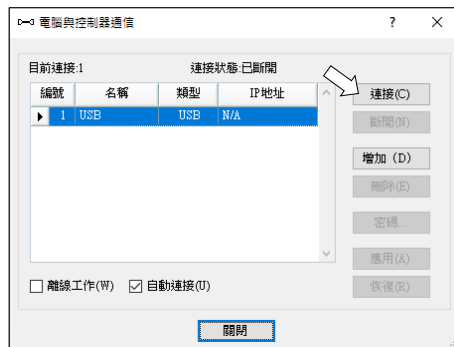 電腦與控制器通信
目前連接:1 連接狀態:已斷開
編號 名稱 類型 IP地址
1 USB USB N/A
連接(C)
斷開(N)
增加 (D)
刪除(E)
密碼...
應用(A)
恢復(R)
離線工作(W) 自動連接(U)
關閉